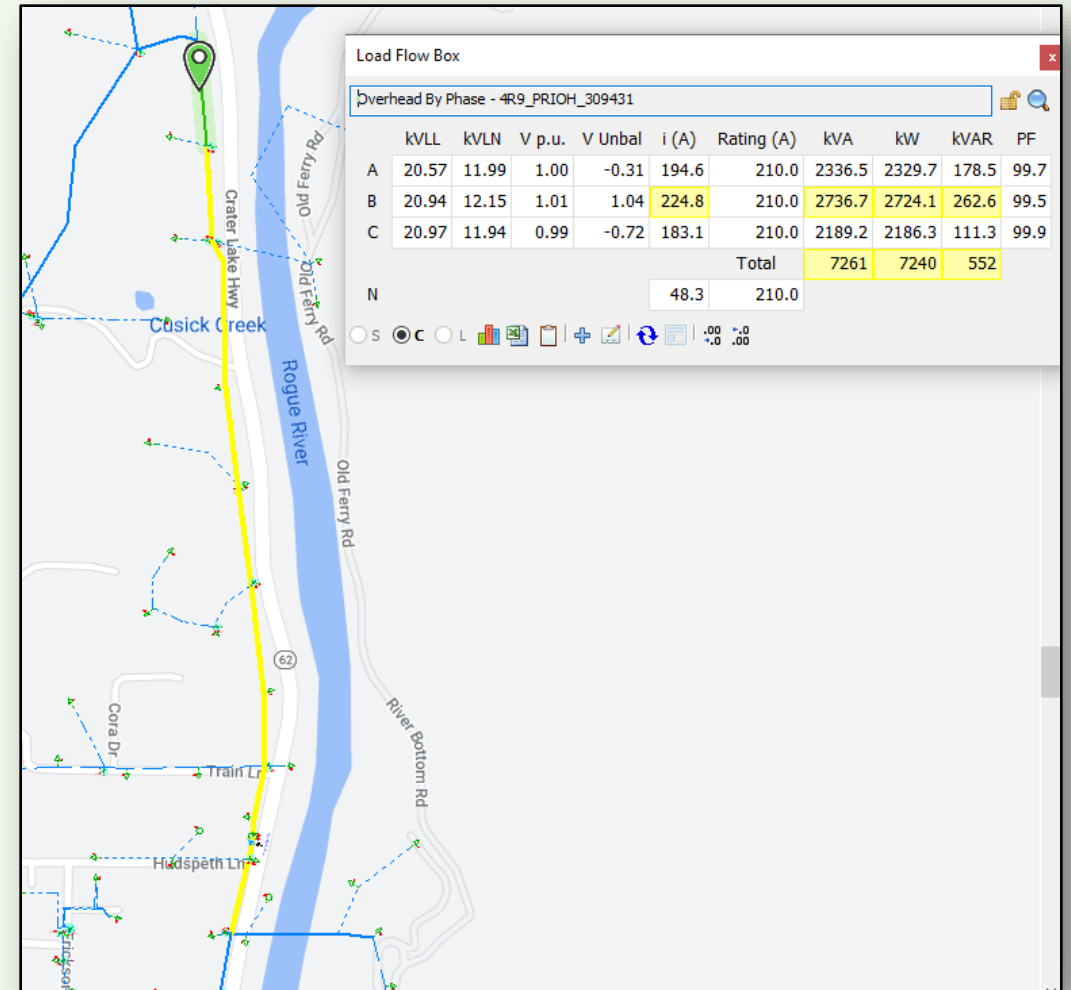 Load Flow Box
x
Overhead By Phase - 4R9_PRIOH_309431
kVLL kVLN V p.u. V Unbal i (A) Rating (A) kVA kW kVAR PF
A 20.57 11.99 1.00 -0.31 194.6 210.0 2336.5 2329.7 178.5 99.7
B 20.94 12.15 1.01 1.04 224.8 210.0 2736.7 2724.1 262.6 99.5
C 20.97 11.94 0.99 -0.72 183.1 210.0 2189.2 2186.3 111.3 99.9
Total 7261 7240 552
N 48.3 210.0
S C L
Old Ferry Rd
Crater Lake Hwy
Old Ferry Rd
Cusick Creek
Rogue River
Old Ferry Rd
62
River Bottom Rd
Cora Dr
Train Ln
Hudspeth Ln
Erickson